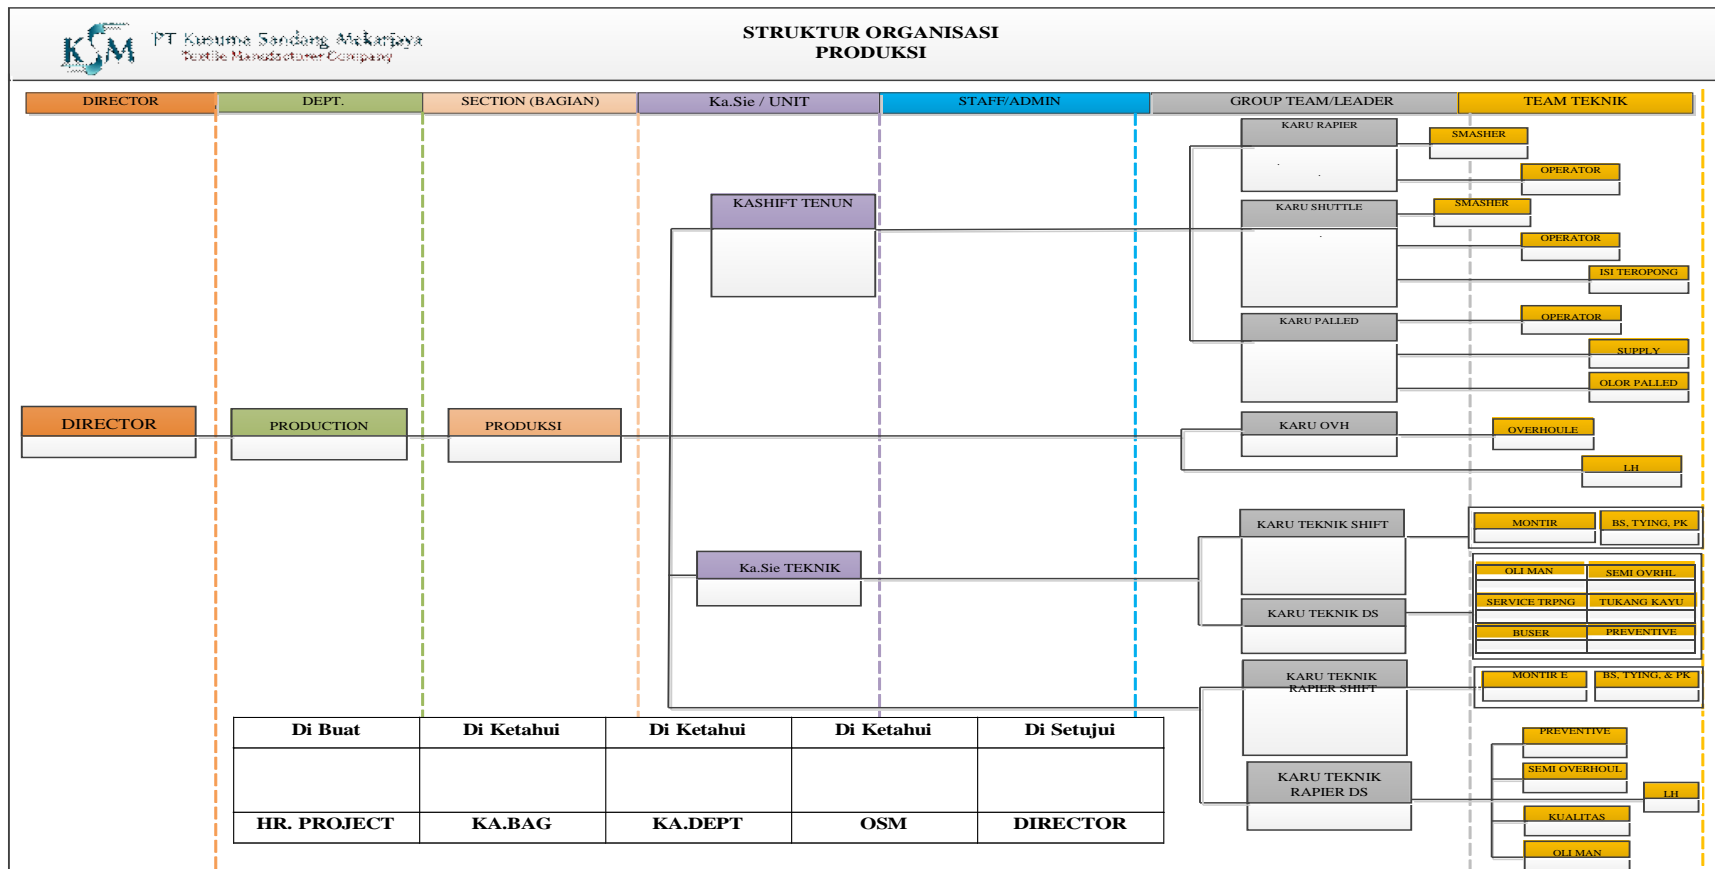 KSM
PT Kusuma Sandang Mekarjaya
Textile Manufacturer Company
STRUKTUR ORGANISASI
PRODUKSI
DIRECTOR
DEPT.
SECTION (BAGIAN)
Ka.Sie / UNIT
STAFF/ADMIN
GROUP TEAM/LEADER
TEAM TEKNIK
KARU RAPIER
SMASHER
OPERATOR
KASHIFT TENUN
KARU SHUTTLE
SMASHER
OPERATOR
ISI TEROPONG
KARU PALLED
OPERATOR
SUPPLY
OLOR PALLED
DIRECTOR
PRODUCTION
PRODUKSI
KARU OVH
OVERHOULE
LH
KARU TEKNIK SHIFT
MONTIR
BS, TYING, PK
Ka.Sie TEKNIK
OLI MAN
SEMI OVRHL
KARU TEKNIK DS
SERVICE TRPNG
TUKANG KAYU
BUSER
PREVENTIVE
KARU TEKNIK
RAPIER SHIFT
MONTIR E
BS, TYING, & PK
KARU TEKNIK
RAPIER DS
PREVENTIVE
SEMI OVERHOUL
LH
KUALITAS
OLI MAN
Di Buat
Di Ketahui
Di Ketahui
Di Ketahui
Di Setujui
HR. PROJECT
KA.BAG
KA.DEPT
OSM
DIRECTOR